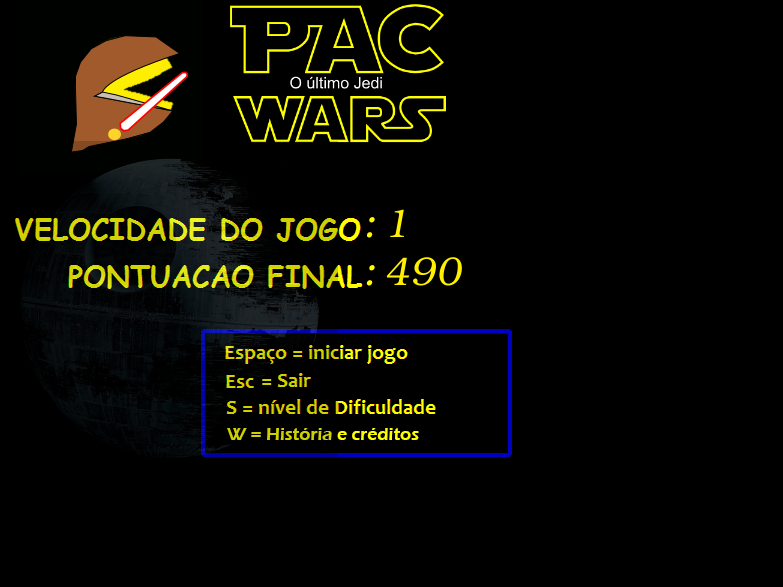 PAC
O último Jedi
WARS
VELOCIDADE DO JOGO: 1
PONTUACAO FINAL: 490
Espaço = iniciar jogo
Esc = Sair
S = nível de Dificuldade
W = História e créditos